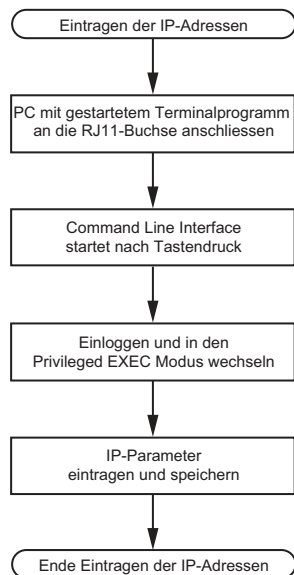 Eintragen der IP-Adressen
PC mit gestartetem Terminalprogramm
an die RJ11-Buchse anschliessen
Command Line Interface
startet nach Tastendruck
Einloggen und in den
Privileged EXEC Modus wechseln
IP-Parameter
eintragen und speichern
Ende Eintragen der IP-Adressen